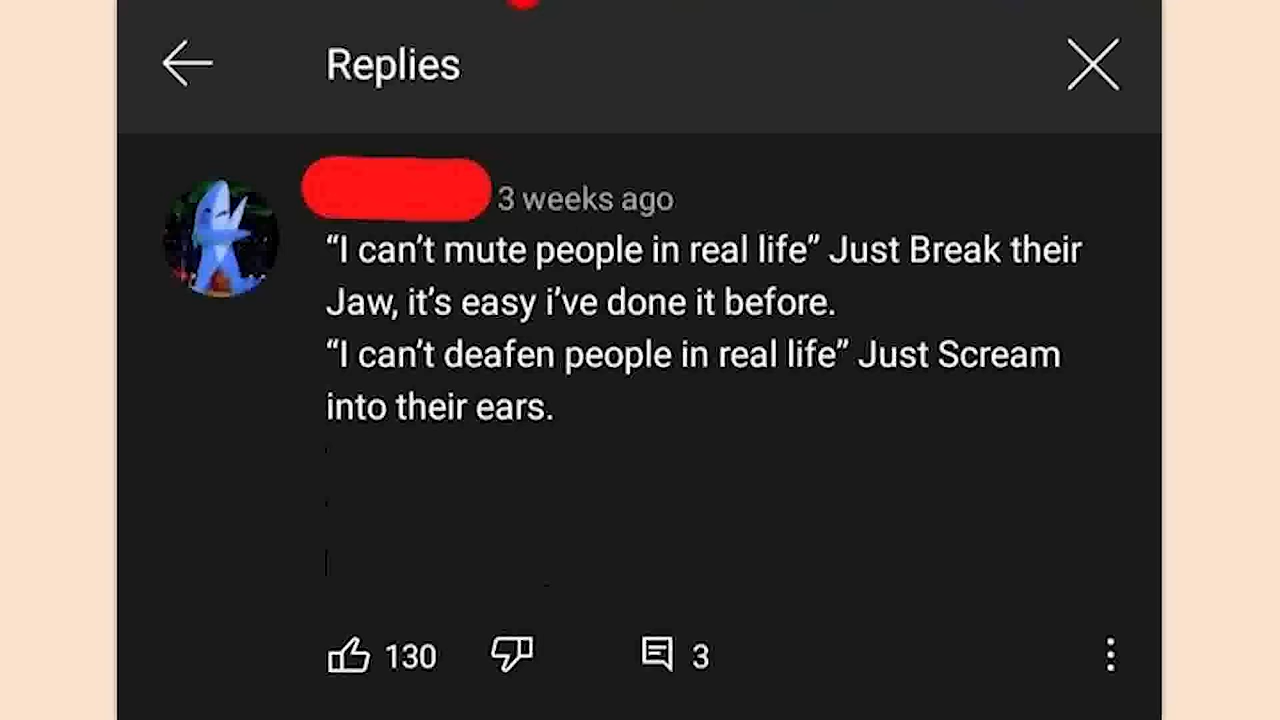 Replies
3 weeks ago
“I can’t mute people in real life” Just Break their
Jaw, it’s easy i’ve done it before.
“I can’t deafen people in real life” Just Scream
into their ears.
130 3